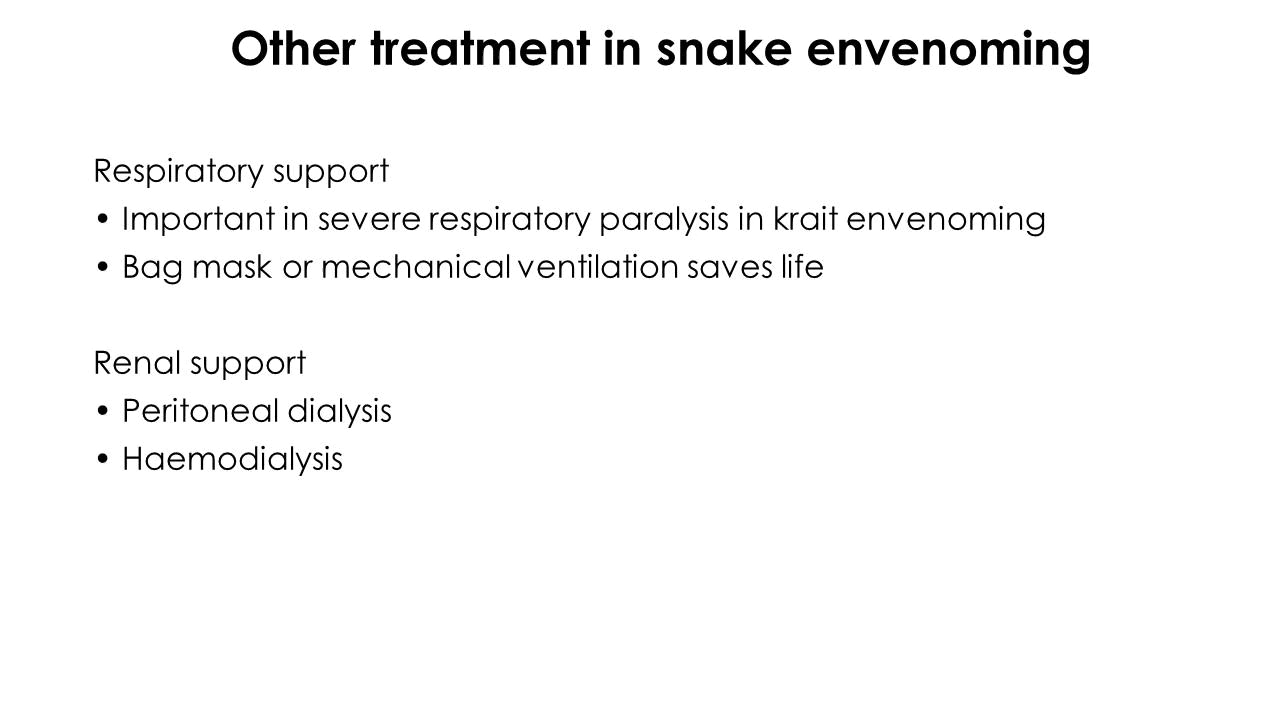 Other treatment in snake envenoming
Respiratory support
• Important in severe respiratory paralysis in krait envenoming
• Bag mask or mechanical ventilation saves life
Renal support
• Peritoneal dialysis
• Haemodialysis